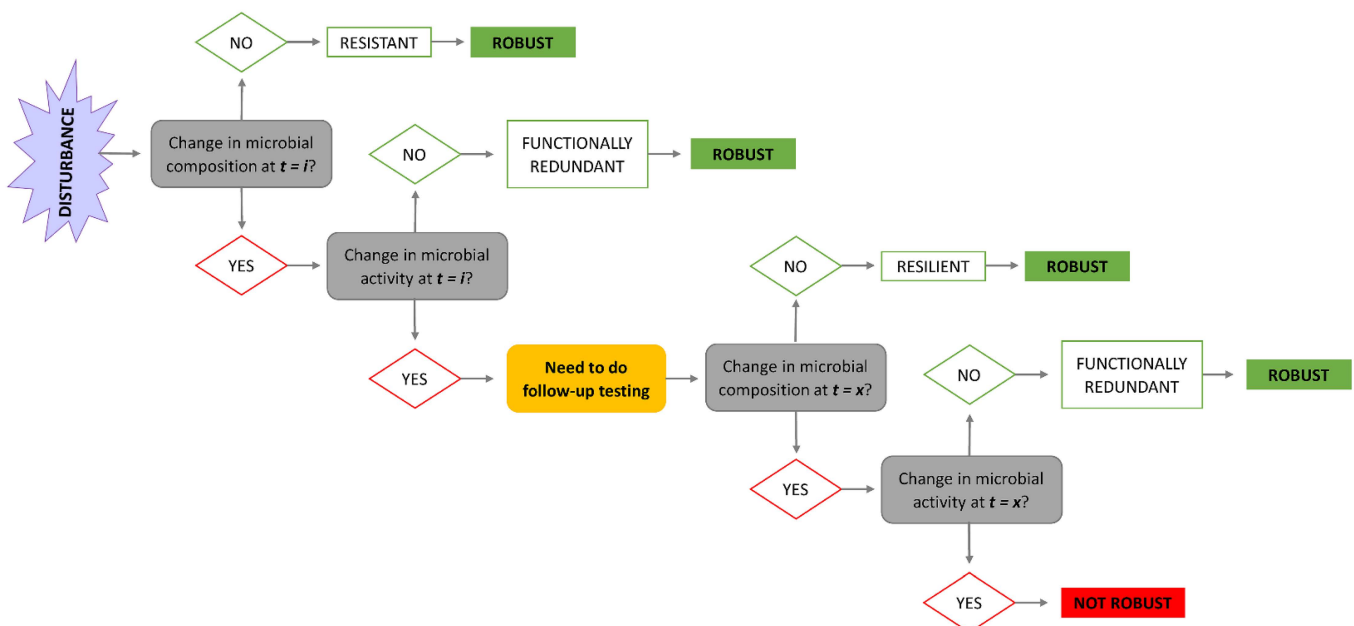 DISTURBANCE
Change in microbial
composition at t = i?
NO
RESISTANT
ROBUST
YES
Change in microbial
activity at t = i?
NO
FUNCTIONALLY
REDUNDANT
ROBUST
YES
Need to do
follow-up testing
Change in microbial
composition at t = x?
NO
RESILIENT
ROBUST
YES
Change in microbial
activity at t = x?
NO
FUNCTIONALLY
REDUNDANT
ROBUST
YES
NOT ROBUST